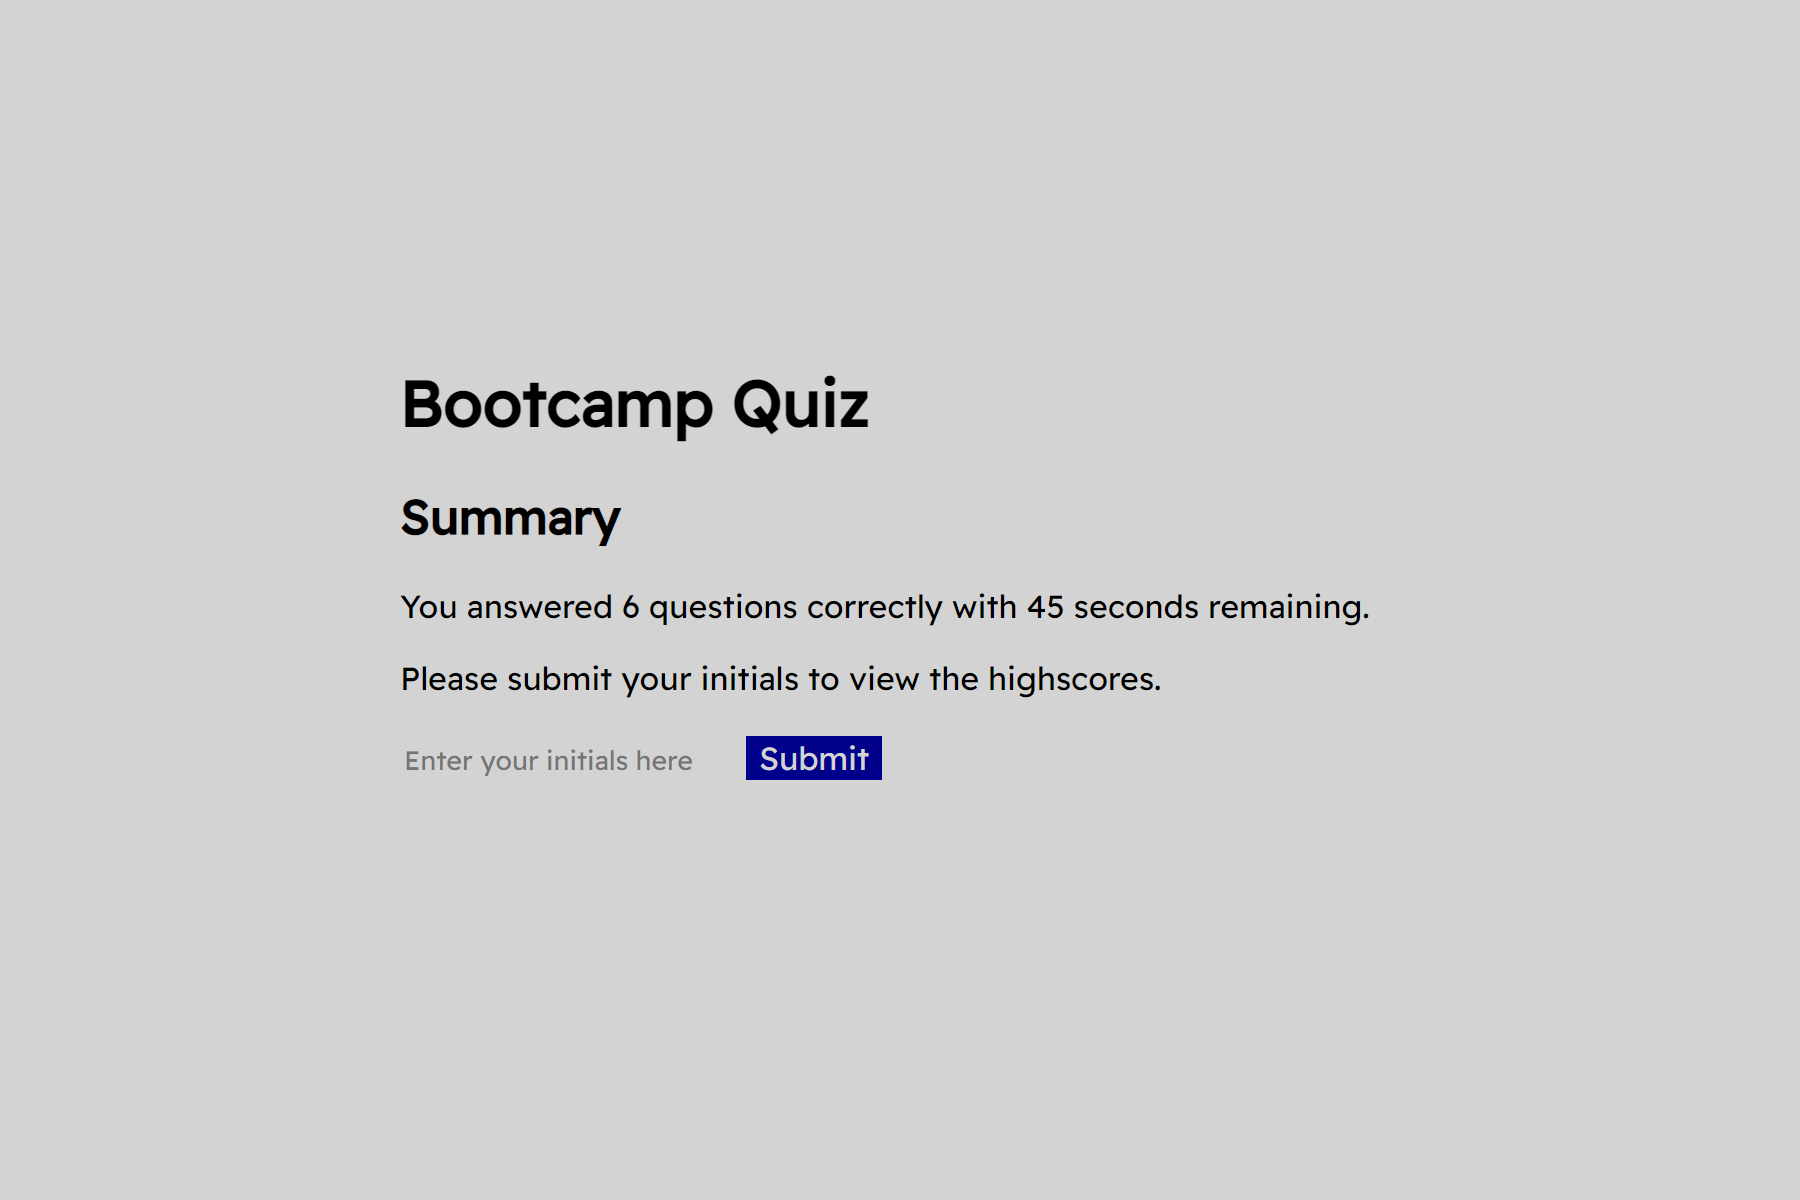 Bootcamp Quiz
Summary
You answered 6 questions correctly with 45 seconds remaining.
Please submit your initials to view the highscores.
Enter your initials here Submit